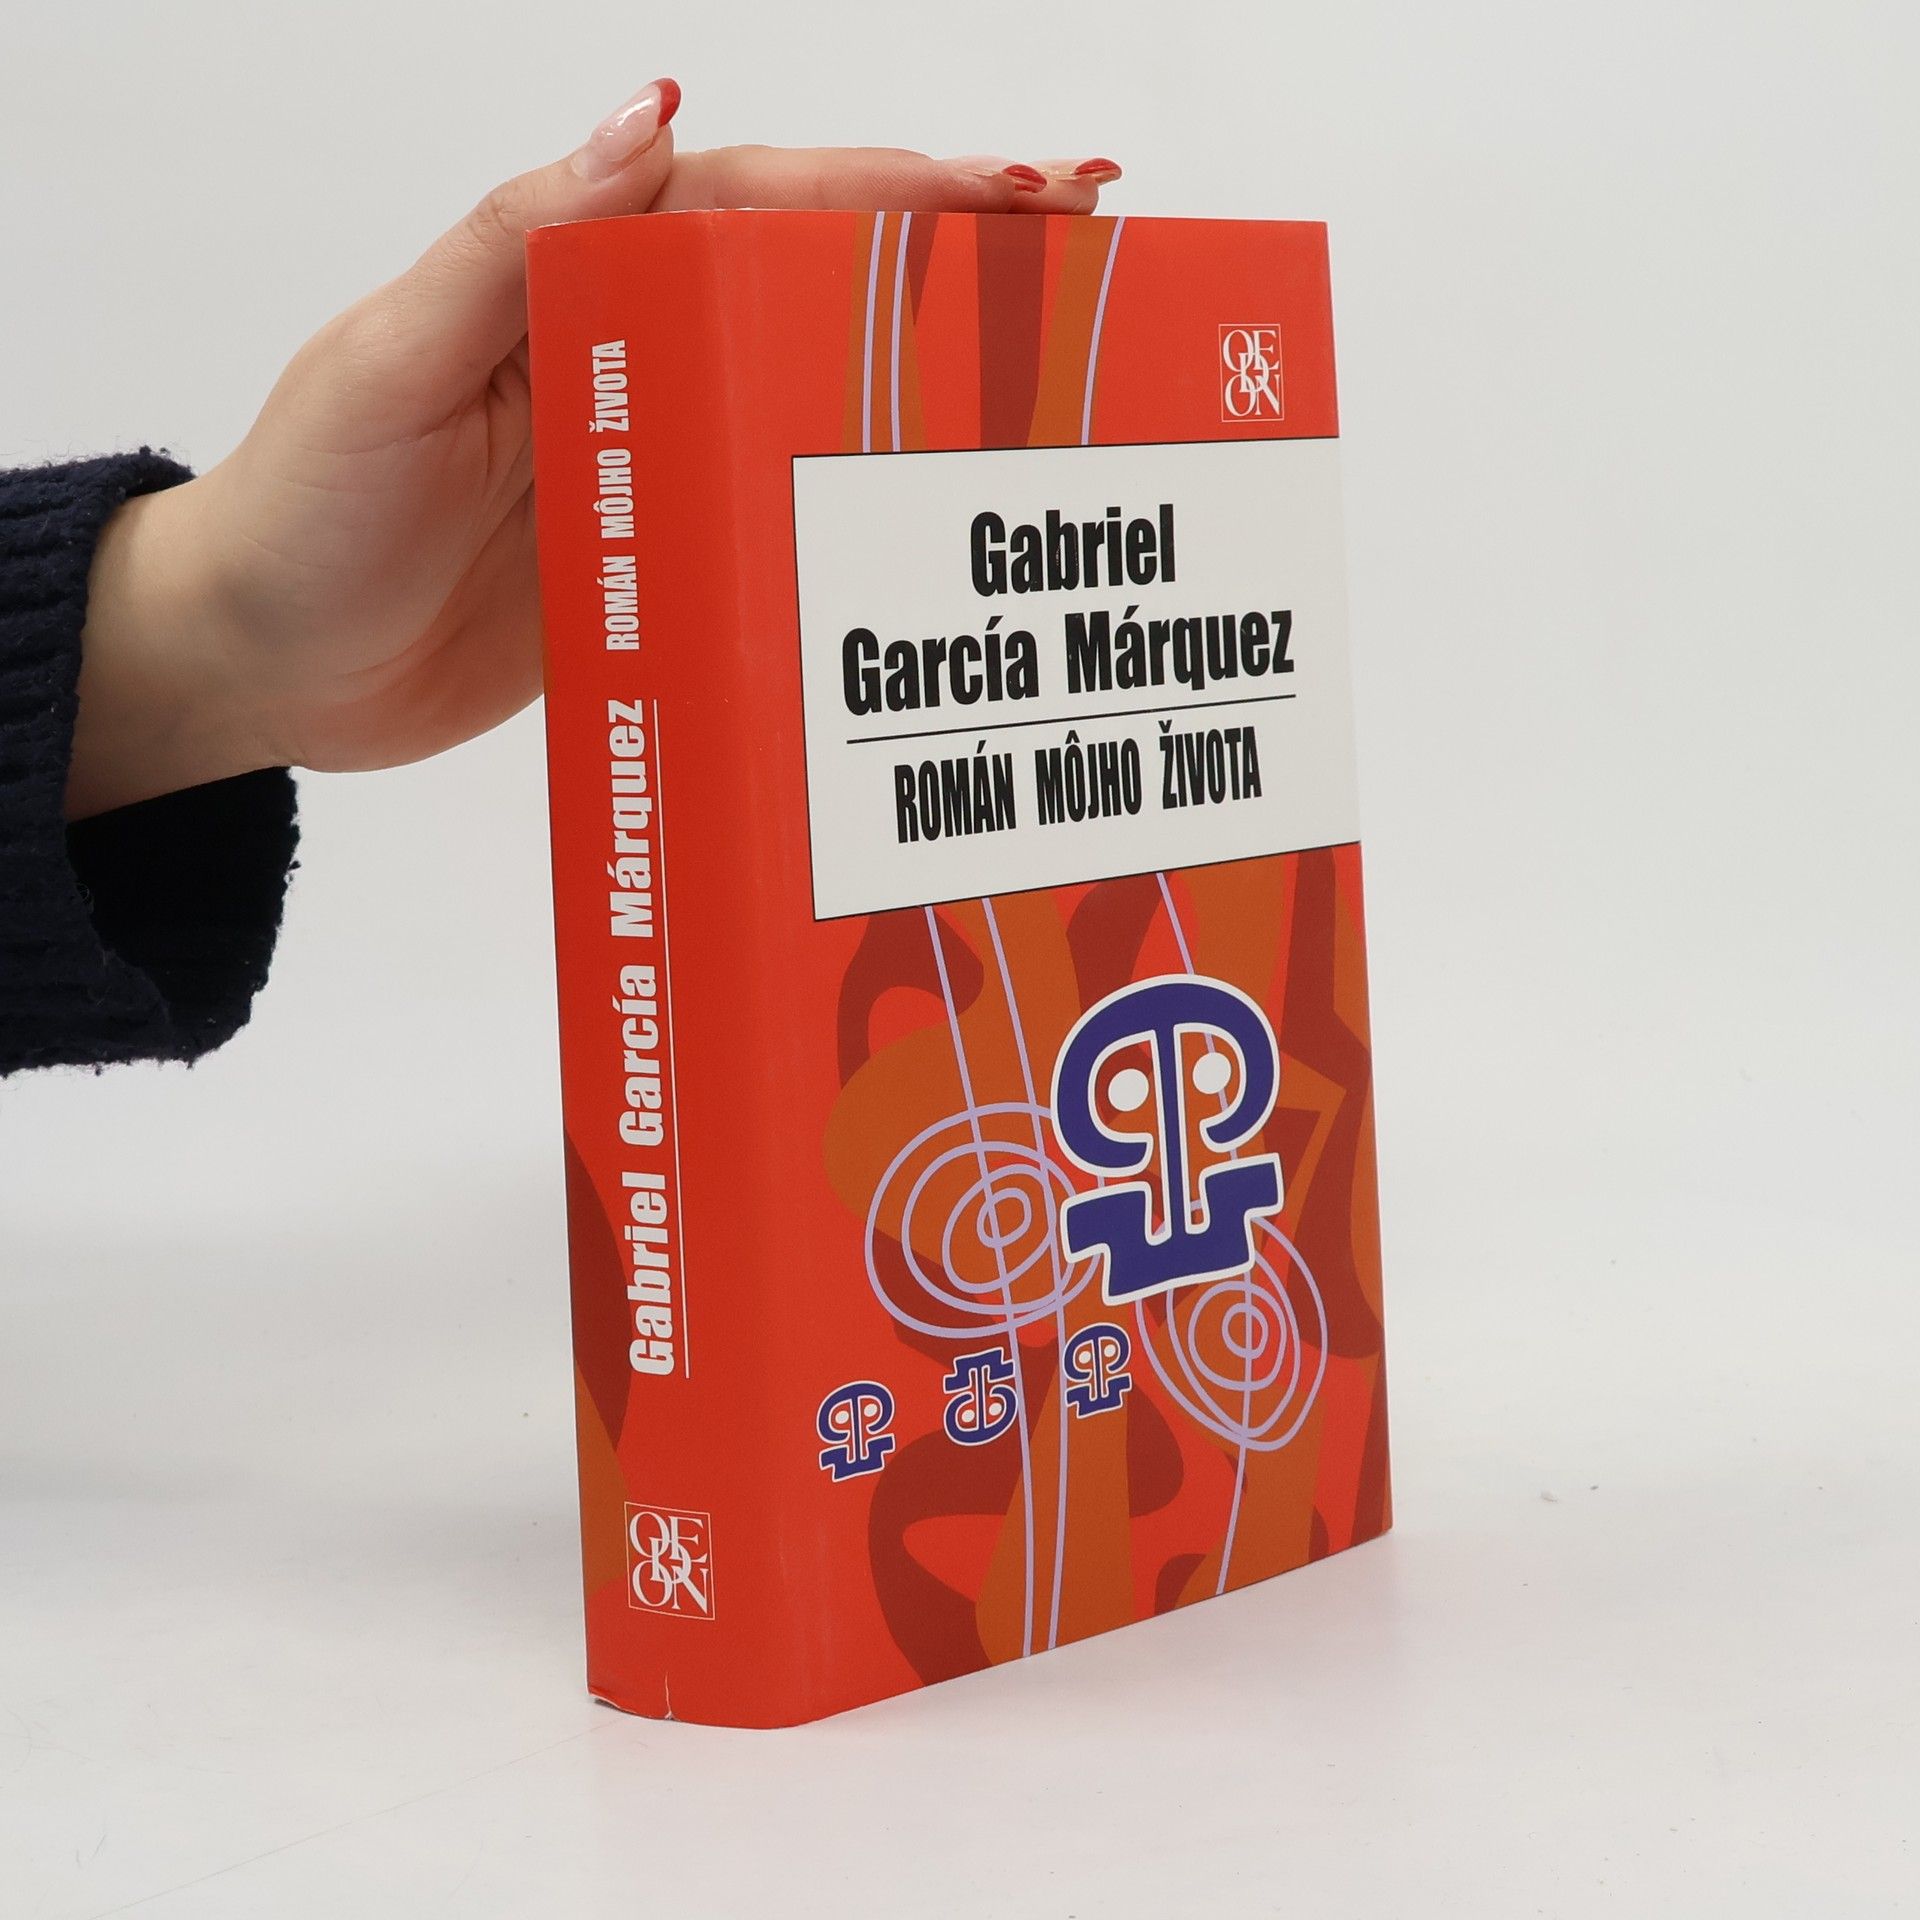 ROMÁN MÔJHO ŽIVOTA
Gabriel García Márquez
ODEON
ODEON
Gabriel
García Márquez
ROMÁN MÔJHO ŽIVOTA